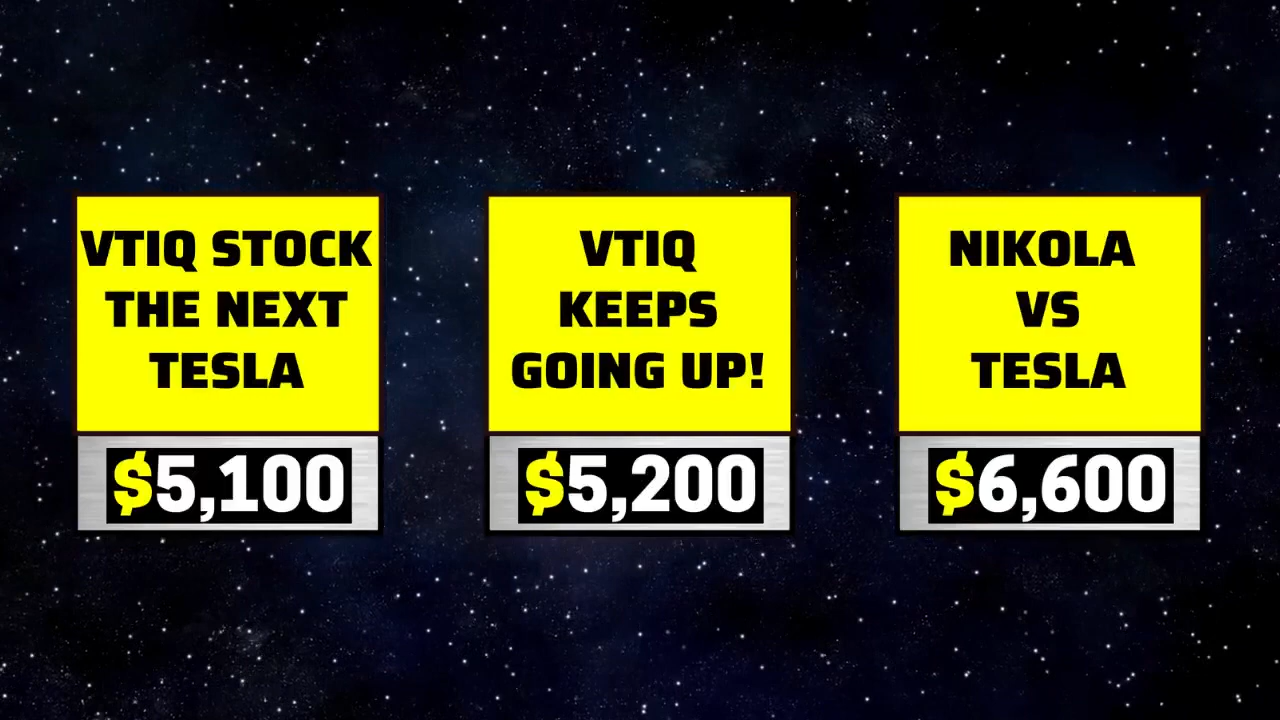 VTIQ STOCK
THE NEXT
TESLA
$5,100
VTIQ
KEEPS
GOING UP!
$5,200
NIKOLA
VS
TESLA
$6,600